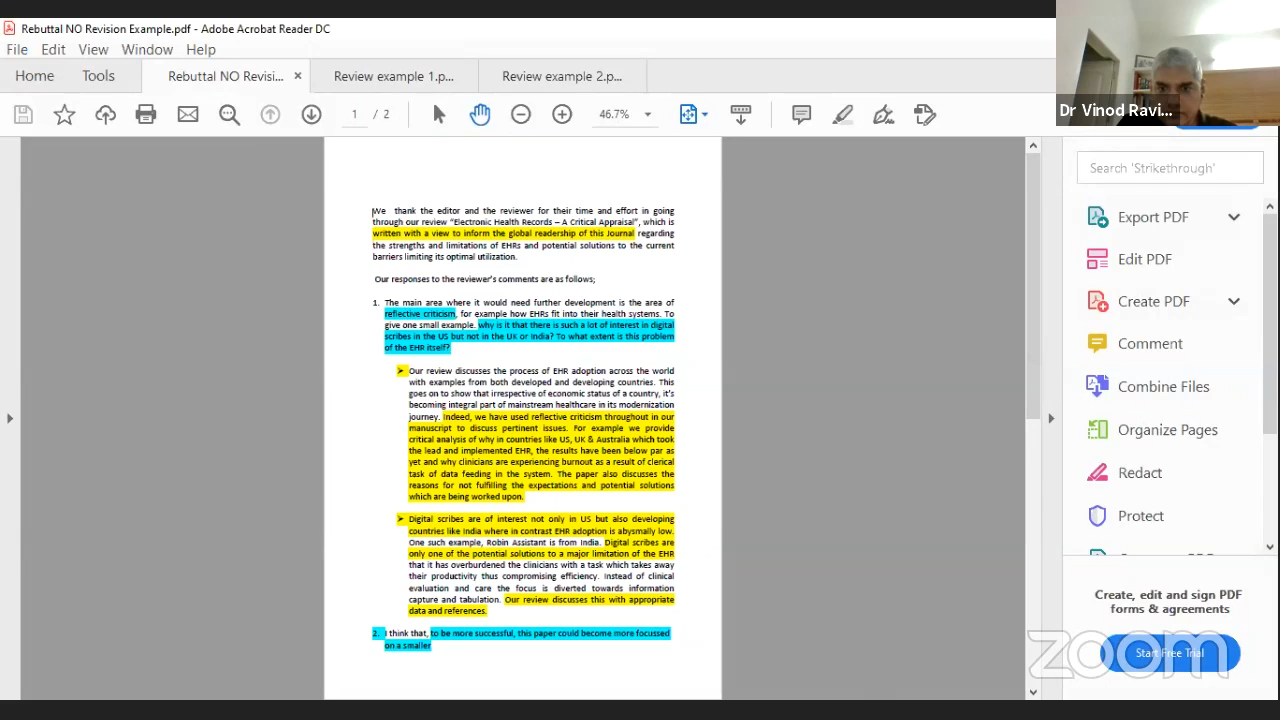 Rebuttal NO Revision Example.pdf - Adobe Acrobat Reader DC
File Edit View Window Help
Home Tools Rebuttal NO Revisi... × Review example 1.p... Review example 2.p...
1 / 2 46.7%
Dr Vinod Ravi...
We thank the editor and the reviewer for their time and effort in going
through our review "Electronic Health Records – A Critical Appraisal", which is
written with a view to inform the global readership of this Journal regarding
the strengths and limitations of EHRs and potential solutions to the current
barriers limiting its optimal utilization.
Our responses to the reviewer's comments are as follows;
1. The main area where it would need further development is the area of
reflective criticism, for example how EHRs fit into their health systems. To
give one small example. why is it that there is such a lot of interest in digital
scribes in the US but not in the UK or India? To what extent is this problem
of the EHR itself?
➤ Our review discusses the process of EHR adoption across the world
with examples from both developed and developing countries. This
goes on to show that irrespective of economic status of a country, it's
becoming integral part of mainstream healthcare in its modernization
journey. Indeed, we have used reflective criticism throughout in our
manuscript to discuss pertinent issues. For example we provide
critical analysis of why in countries like US, UK & Australia which took
the lead and implemented EHR, the results have been below par as
yet and why clinicians are experiencing burnout as a result of clerical
task of data feeding in the system. The paper also discusses the
reasons for not fulfilling the expectations and potential solutions
which are being worked upon.
➤ Digital scribes are of interest not only in US but also developing
countries like India where in contrast EHR adoption is abysmally low.
One such example, Robin Assistant is from India. Digital scribes are
only one of the potential solutions to a major limitation of the EHR
that it has overburdened the clinicians with a task which takes away
their productivity thus compromising efficiency. Instead of clinical
evaluation and care the focus is diverted towards information
capture and tabulation. Our review discusses this with appropriate
data and references.
2. I think that, to be more successful, this paper could become more focussed
on a smaller
Search 'Strikethrough'
Export PDF
Edit PDF
Create PDF
Comment
Combine Files
Organize Pages
Redact
Protect
Create, edit and sign PDF
forms & agreements
Start Free Trial
zoom